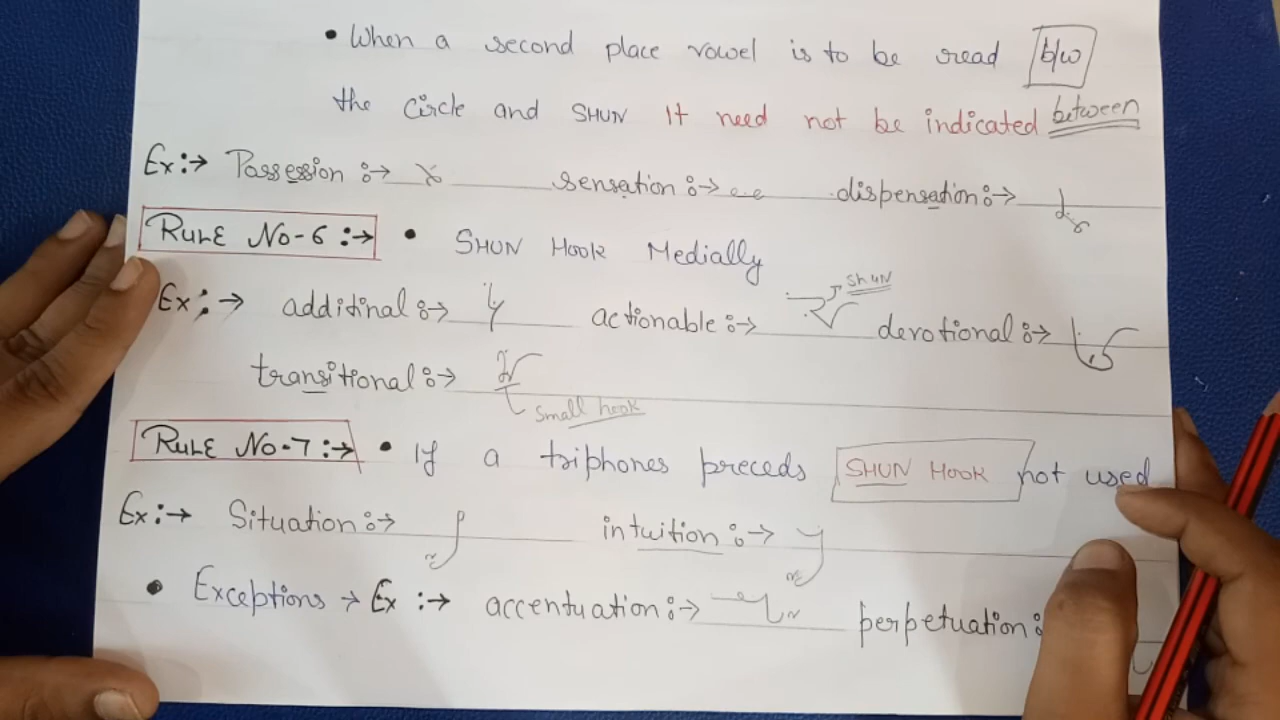 • When a second place vowel is to be read b/w
the circle and SHUN It need not be indicated between
Ex:→ Possession :→ sensation :→ dispensation :→
RULE No-6 :→ • SHUN Hook Medially
Ex:→ additinal :→ actionable :→ SHUN devotional :→
transitional :→
Small hook
RULE No-7 :→ • If a triphones preceds SHUN HOOK not used
Ex:→ Situation :→ intuition :→
• Exceptions → Ex :→ accentuation :→ perpetuation :